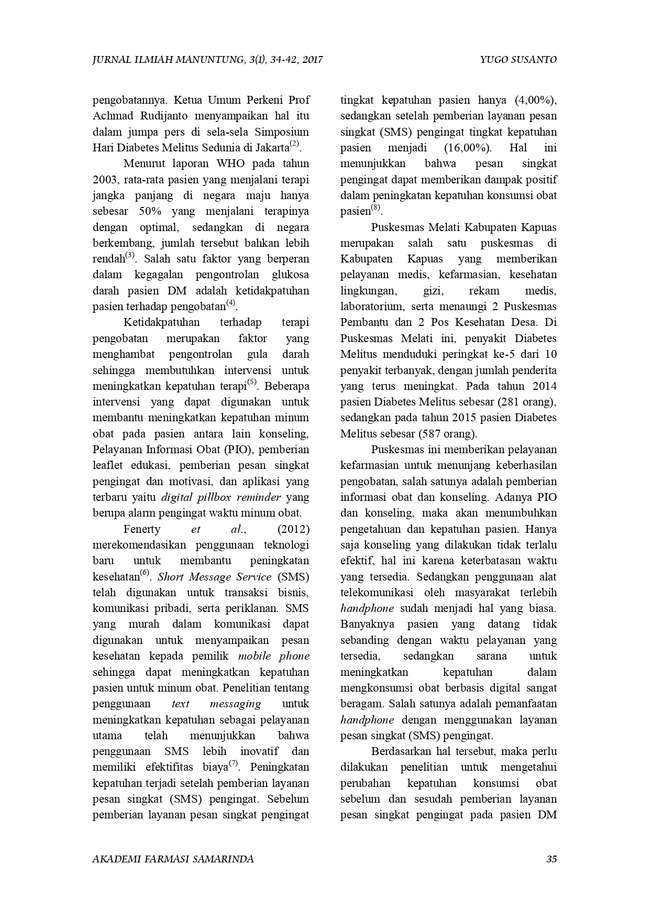 JURNAL ILMIAH MANUNTUNG, 3(1), 34-42, 2017 YUGO SUSANTO
pengobatannya. Ketua Umum Perkeni Prof
Achmad Rudijanto menyampaikan hal itu
dalam jumpa pers di sela-sela Simposium
Hari Diabetes Melitus Sedunia di Jakarta(2).
Menurut laporan WHO pada tahun
2003, rata-rata pasien yang menjalani terapi
jangka panjang di negara maju hanya
sebesar 50% yang menjalani terapinya
dengan optimal, sedangkan di negara
berkembang, jumlah tersebut bahkan lebih
rendah(3). Salah satu faktor yang berperan
dalam kegagalan pengontrolan glukosa
darah pasien DM adalah ketidakpatuhan
pasien terhadap pengobatan(4).
Ketidakpatuhan terhadap terapi
pengobatan merupakan faktor yang
menghambat pengontrolan gula darah
sehingga membutuhkan intervensi untuk
meningkatkan kepatuhan terapi(5). Beberapa
intervensi yang dapat digunakan untuk
membantu meningkatkan kepatuhan minum
obat pada pasien antara lain konseling,
Pelayanan Informasi Obat (PIO), pemberian
leaflet edukasi, pemberian pesan singkat
pengingat dan motivasi, dan aplikasi yang
terbaru yaitu digital pillbox reminder yang
berupa alarm pengingat waktu minum obat.
Fenerty et al., (2012)
merekomendasikan penggunaan teknologi
baru untuk membantu peningkatan
kesehatan(6). Short Message Service (SMS)
telah digunakan untuk transaksi bisnis,
komunikasi pribadi, serta periklanan. SMS
yang murah dalam komunikasi dapat
digunakan untuk menyampaikan pesan
kesehatan kepada pemilik mobile phone
sehingga dapat meningkatkan kepatuhan
pasien untuk minum obat. Penelitian tentang
penggunaan text messaging untuk
meningkatkan kepatuhan sebagai pelayanan
utama telah menunjukkan bahwa
penggunaan SMS lebih inovatif dan
memiliki efektifitas biaya(7). Peningkatan
kepatuhan terjadi setelah pemberian layanan
pesan singkat (SMS) pengingat. Sebelum
pemberian layanan pesan singkat pengingat
tingkat kepatuhan pasien hanya (4,00%),
sedangkan setelah pemberian layanan pesan
singkat (SMS) pengingat tingkat kepatuhan
pasien menjadi (16,00%). Hal ini
menunjukkan bahwa pesan singkat
pengingat dapat memberikan dampak positif
dalam peningkatan kepatuhan konsumsi obat
pasien(8).
Puskesmas Melati Kabupaten Kapuas
merupakan salah satu puskesmas di
Kabupaten Kapuas yang memberikan
pelayanan medis, kefarmasian, kesehatan
lingkungan, gizi, rekam medis,
laboratorium, serta menaungi 2 Puskesmas
Pembantu dan 2 Pos Kesehatan Desa. Di
Puskesmas Melati ini, penyakit Diabetes
Melitus menduduki peringkat ke-5 dari 10
penyakit terbanyak, dengan jumlah penderita
yang terus meningkat. Pada tahun 2014
pasien Diabetes Melitus sebesar (281 orang),
sedangkan pada tahun 2015 pasien Diabetes
Melitus sebesar (587 orang).
Puskesmas ini memberikan pelayanan
kefarmasian untuk menunjang keberhasilan
pengobatan, salah satunya adalah pemberian
informasi obat dan konseling. Adanya PIO
dan konseling, maka akan menumbuhkan
pengetahuan dan kepatuhan pasien. Hanya
saja konseling yang dilakukan tidak terlalu
efektif, hal ini karena keterbatasan waktu
yang tersedia. Sedangkan penggunaan alat
telekomunikasi oleh masyarakat terlebih
handphone sudah menjadi hal yang biasa.
Banyaknya pasien yang datang tidak
sebanding dengan waktu pelayanan yang
tersedia, sedangkan sarana untuk
meningkatkan kepatuhan dalam
mengkonsumsi obat berbasis digital sangat
beragam. Salah satunya adalah pemanfaatan
handphone dengan menggunakan layanan
pesan singkat (SMS) pengingat.
Berdasarkan hal tersebut, maka perlu
dilakukan penelitian untuk mengetahui
perubahan kepatuhan konsumsi obat
sebelum dan sesudah pemberian layanan
pesan singkat pengingat pada pasien DM
AKADEMI FARMASI SAMARINDA 35